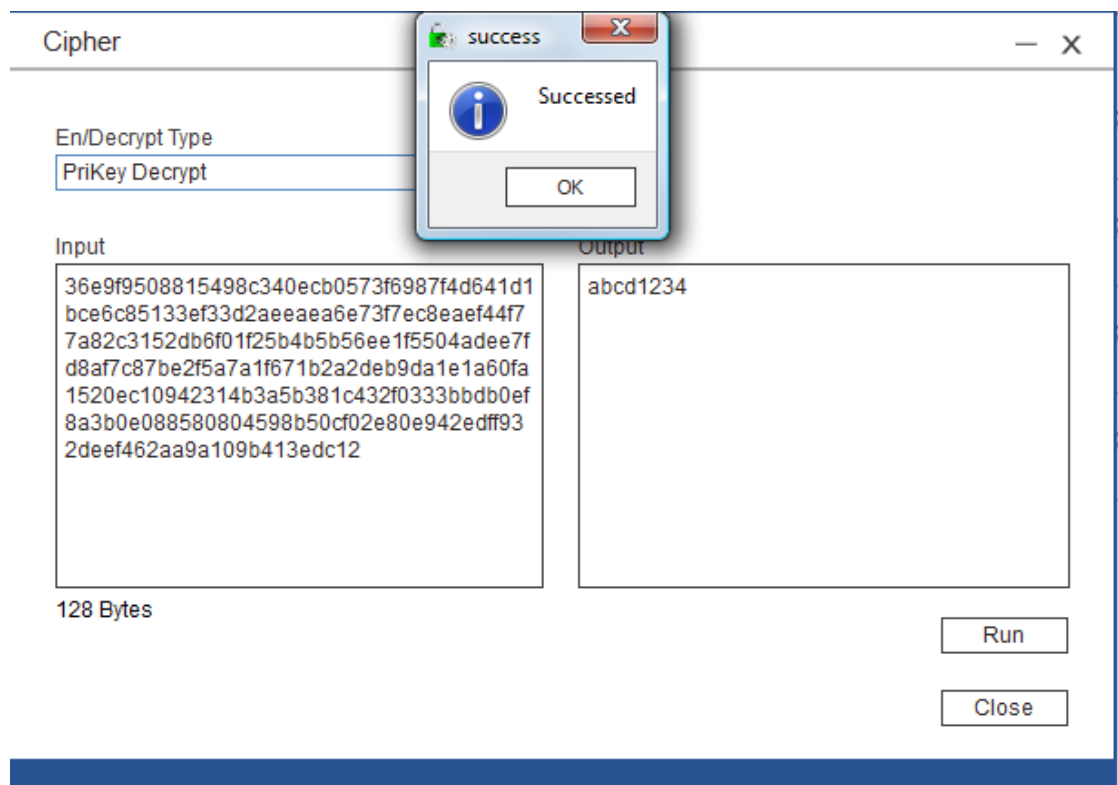 Cipher
success
Successed
OK
En/Decrypt Type
PriKey Decrypt
Input
36e9f9508815498c340ecb0573f6987f4d641d1
bce6c85133ef33d2aeeaea6e73f7ec8eaef44f7
7a82c3152db6f01f25b4b5b56ee1f5504adee7f
d8af7c87be2f5a7a1f671b2a2deb9da1e1a60fa
1520ec10942314b3a5b381c432f0333bbdb0ef
8a3b0e088580804598b50cf02e80e942edff93
2deef462aa9a109b413edc12
128 Bytes
Output
abcd1234
Run
Close